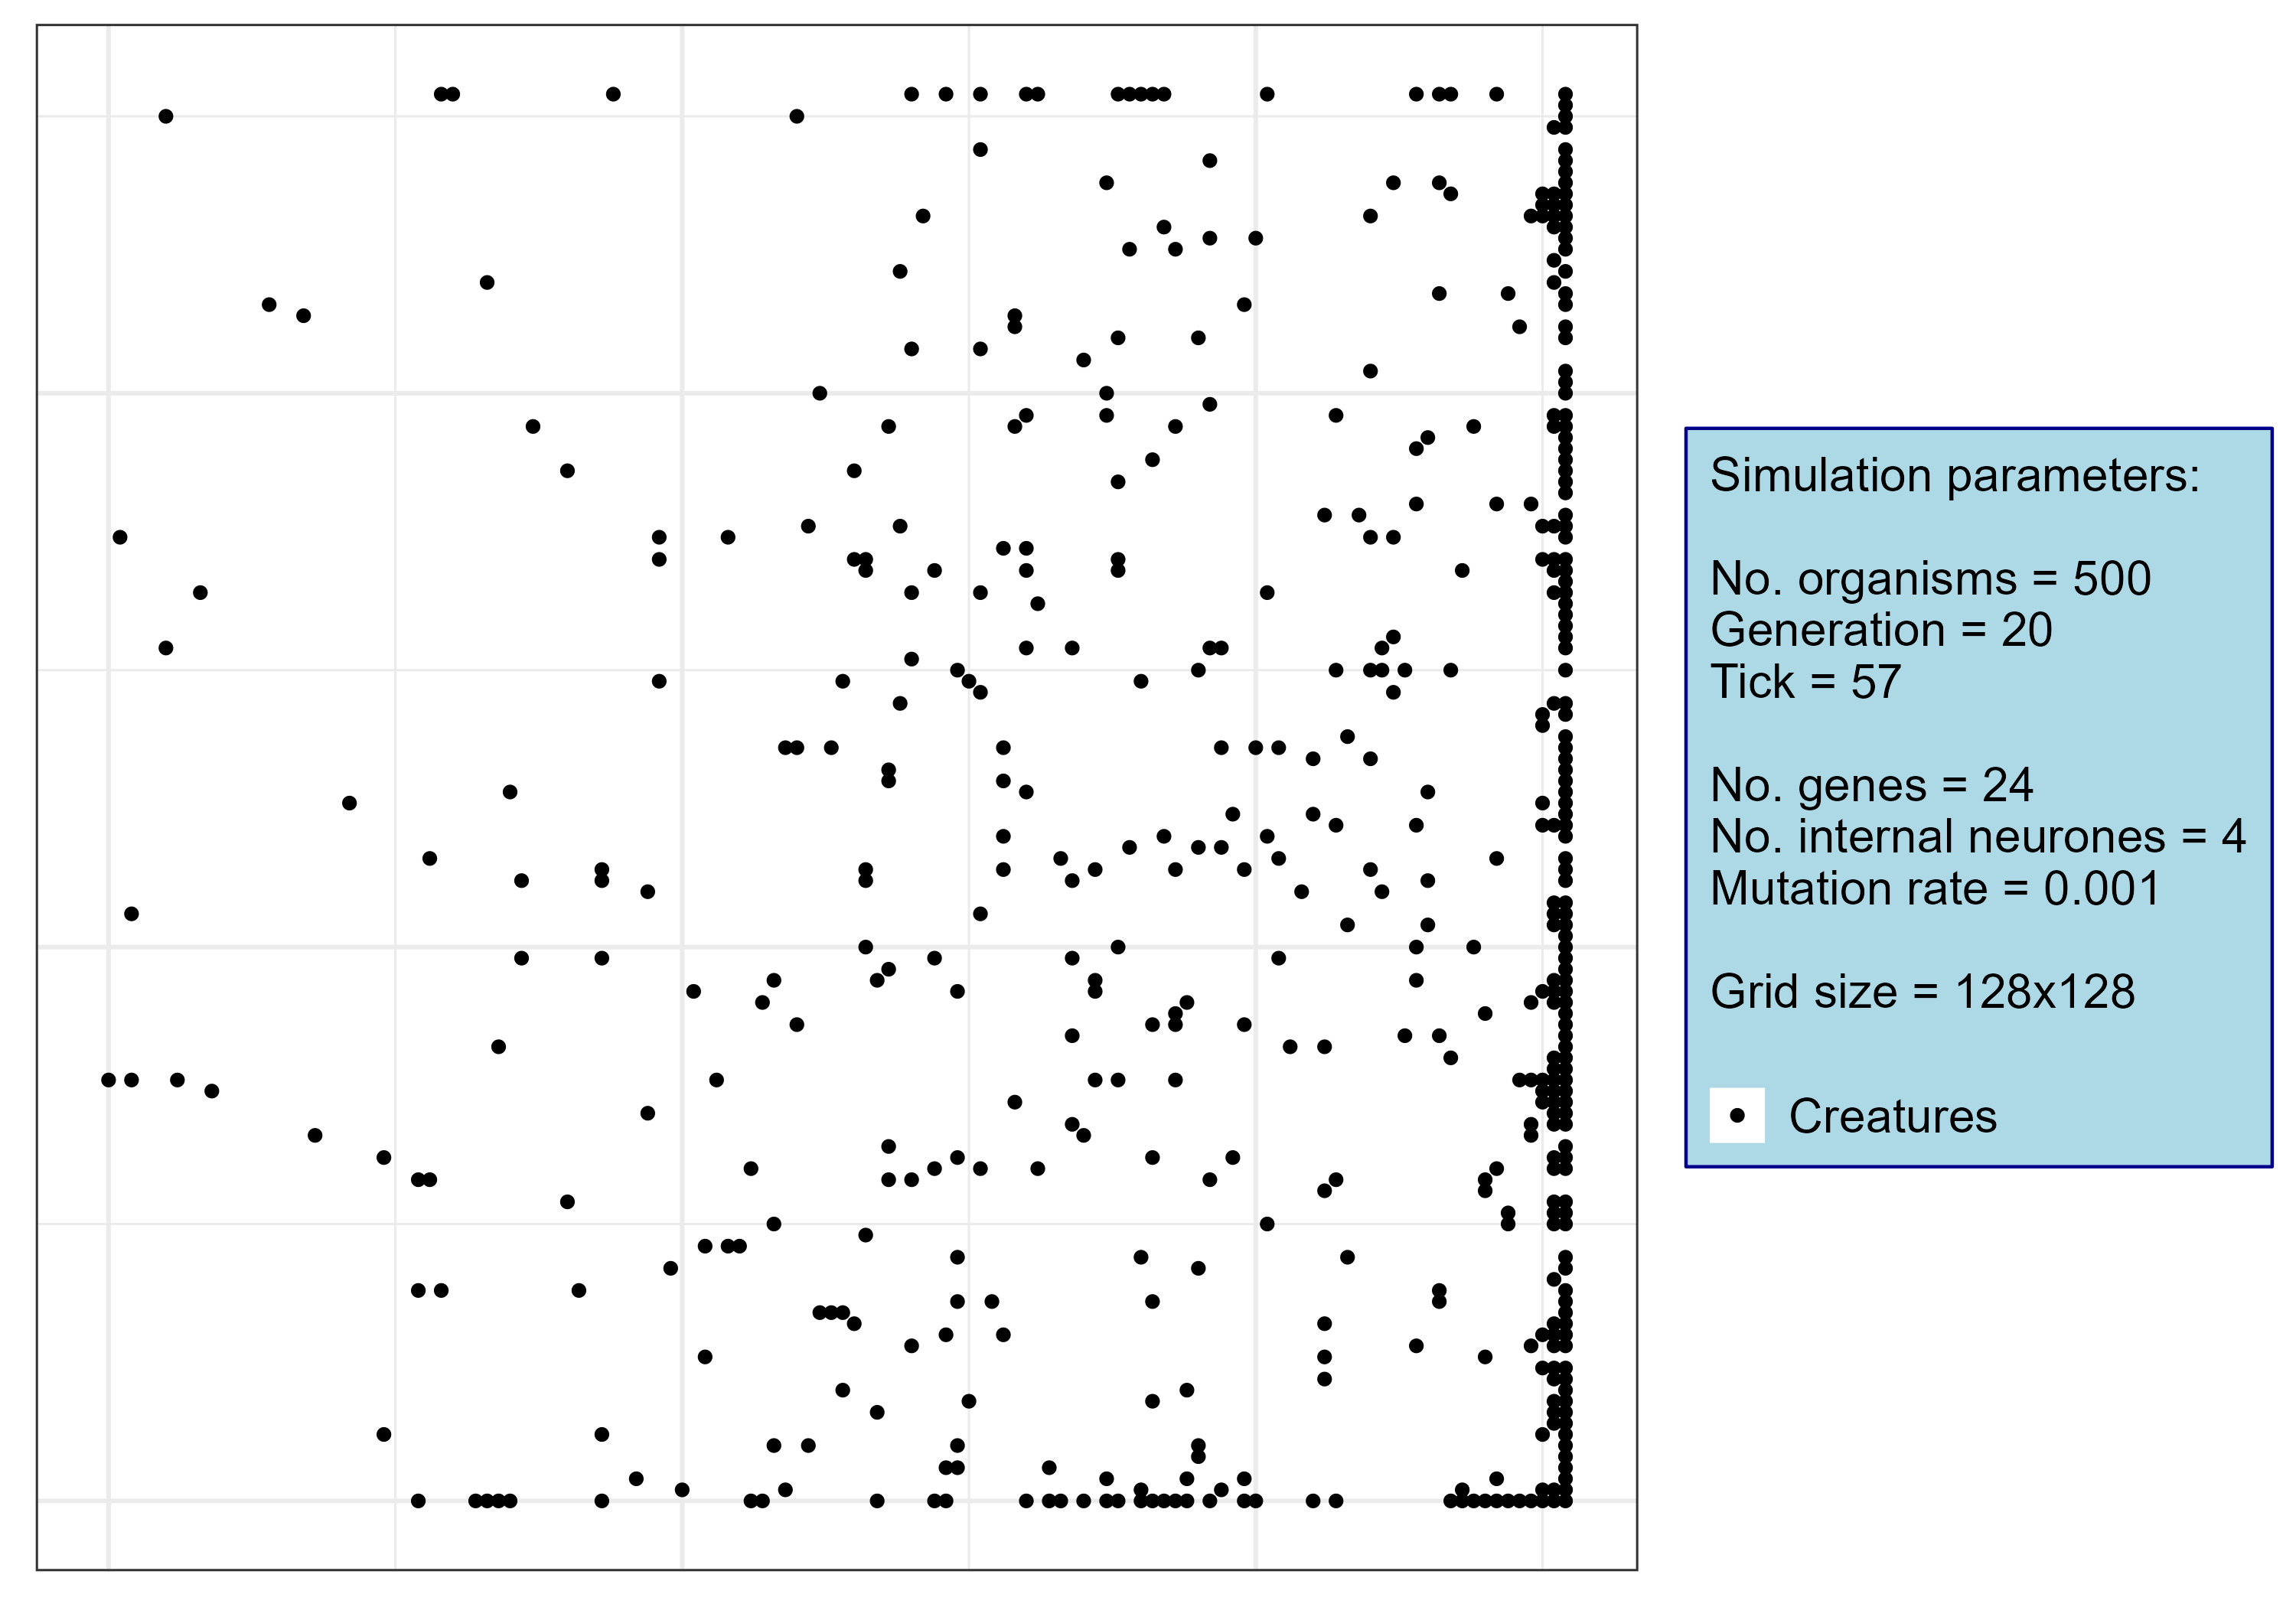 Simulation parameters:
No. organisms = 500
Generation = 20
Tick = 57
No. genes = 24
No. internal neurones = 4
Mutation rate = 0.001
Grid size = 128x128
Creatures